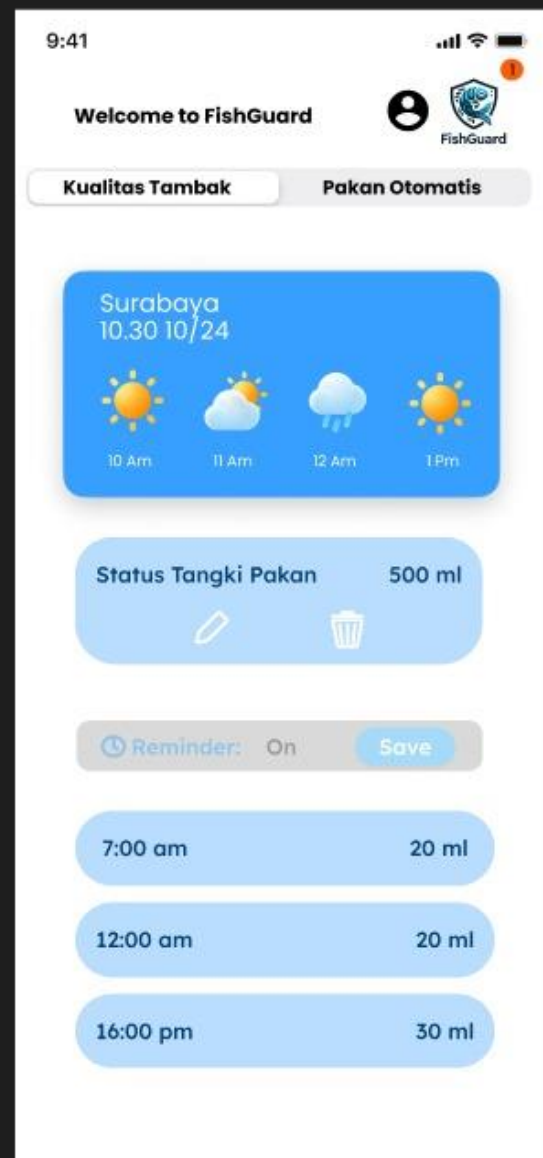 9:41
1
Welcome to FishGuard
FishGuard
Kualitas Tambak Pakan Otomatis
Surabaya
10.30 10/24
10 Am 11 Am 12 Am 1 Pm
Status Tangki Pakan 500 ml
Reminder: On Save
7:00 am 20 ml
12:00 am 20 ml
16:00 pm 30 ml